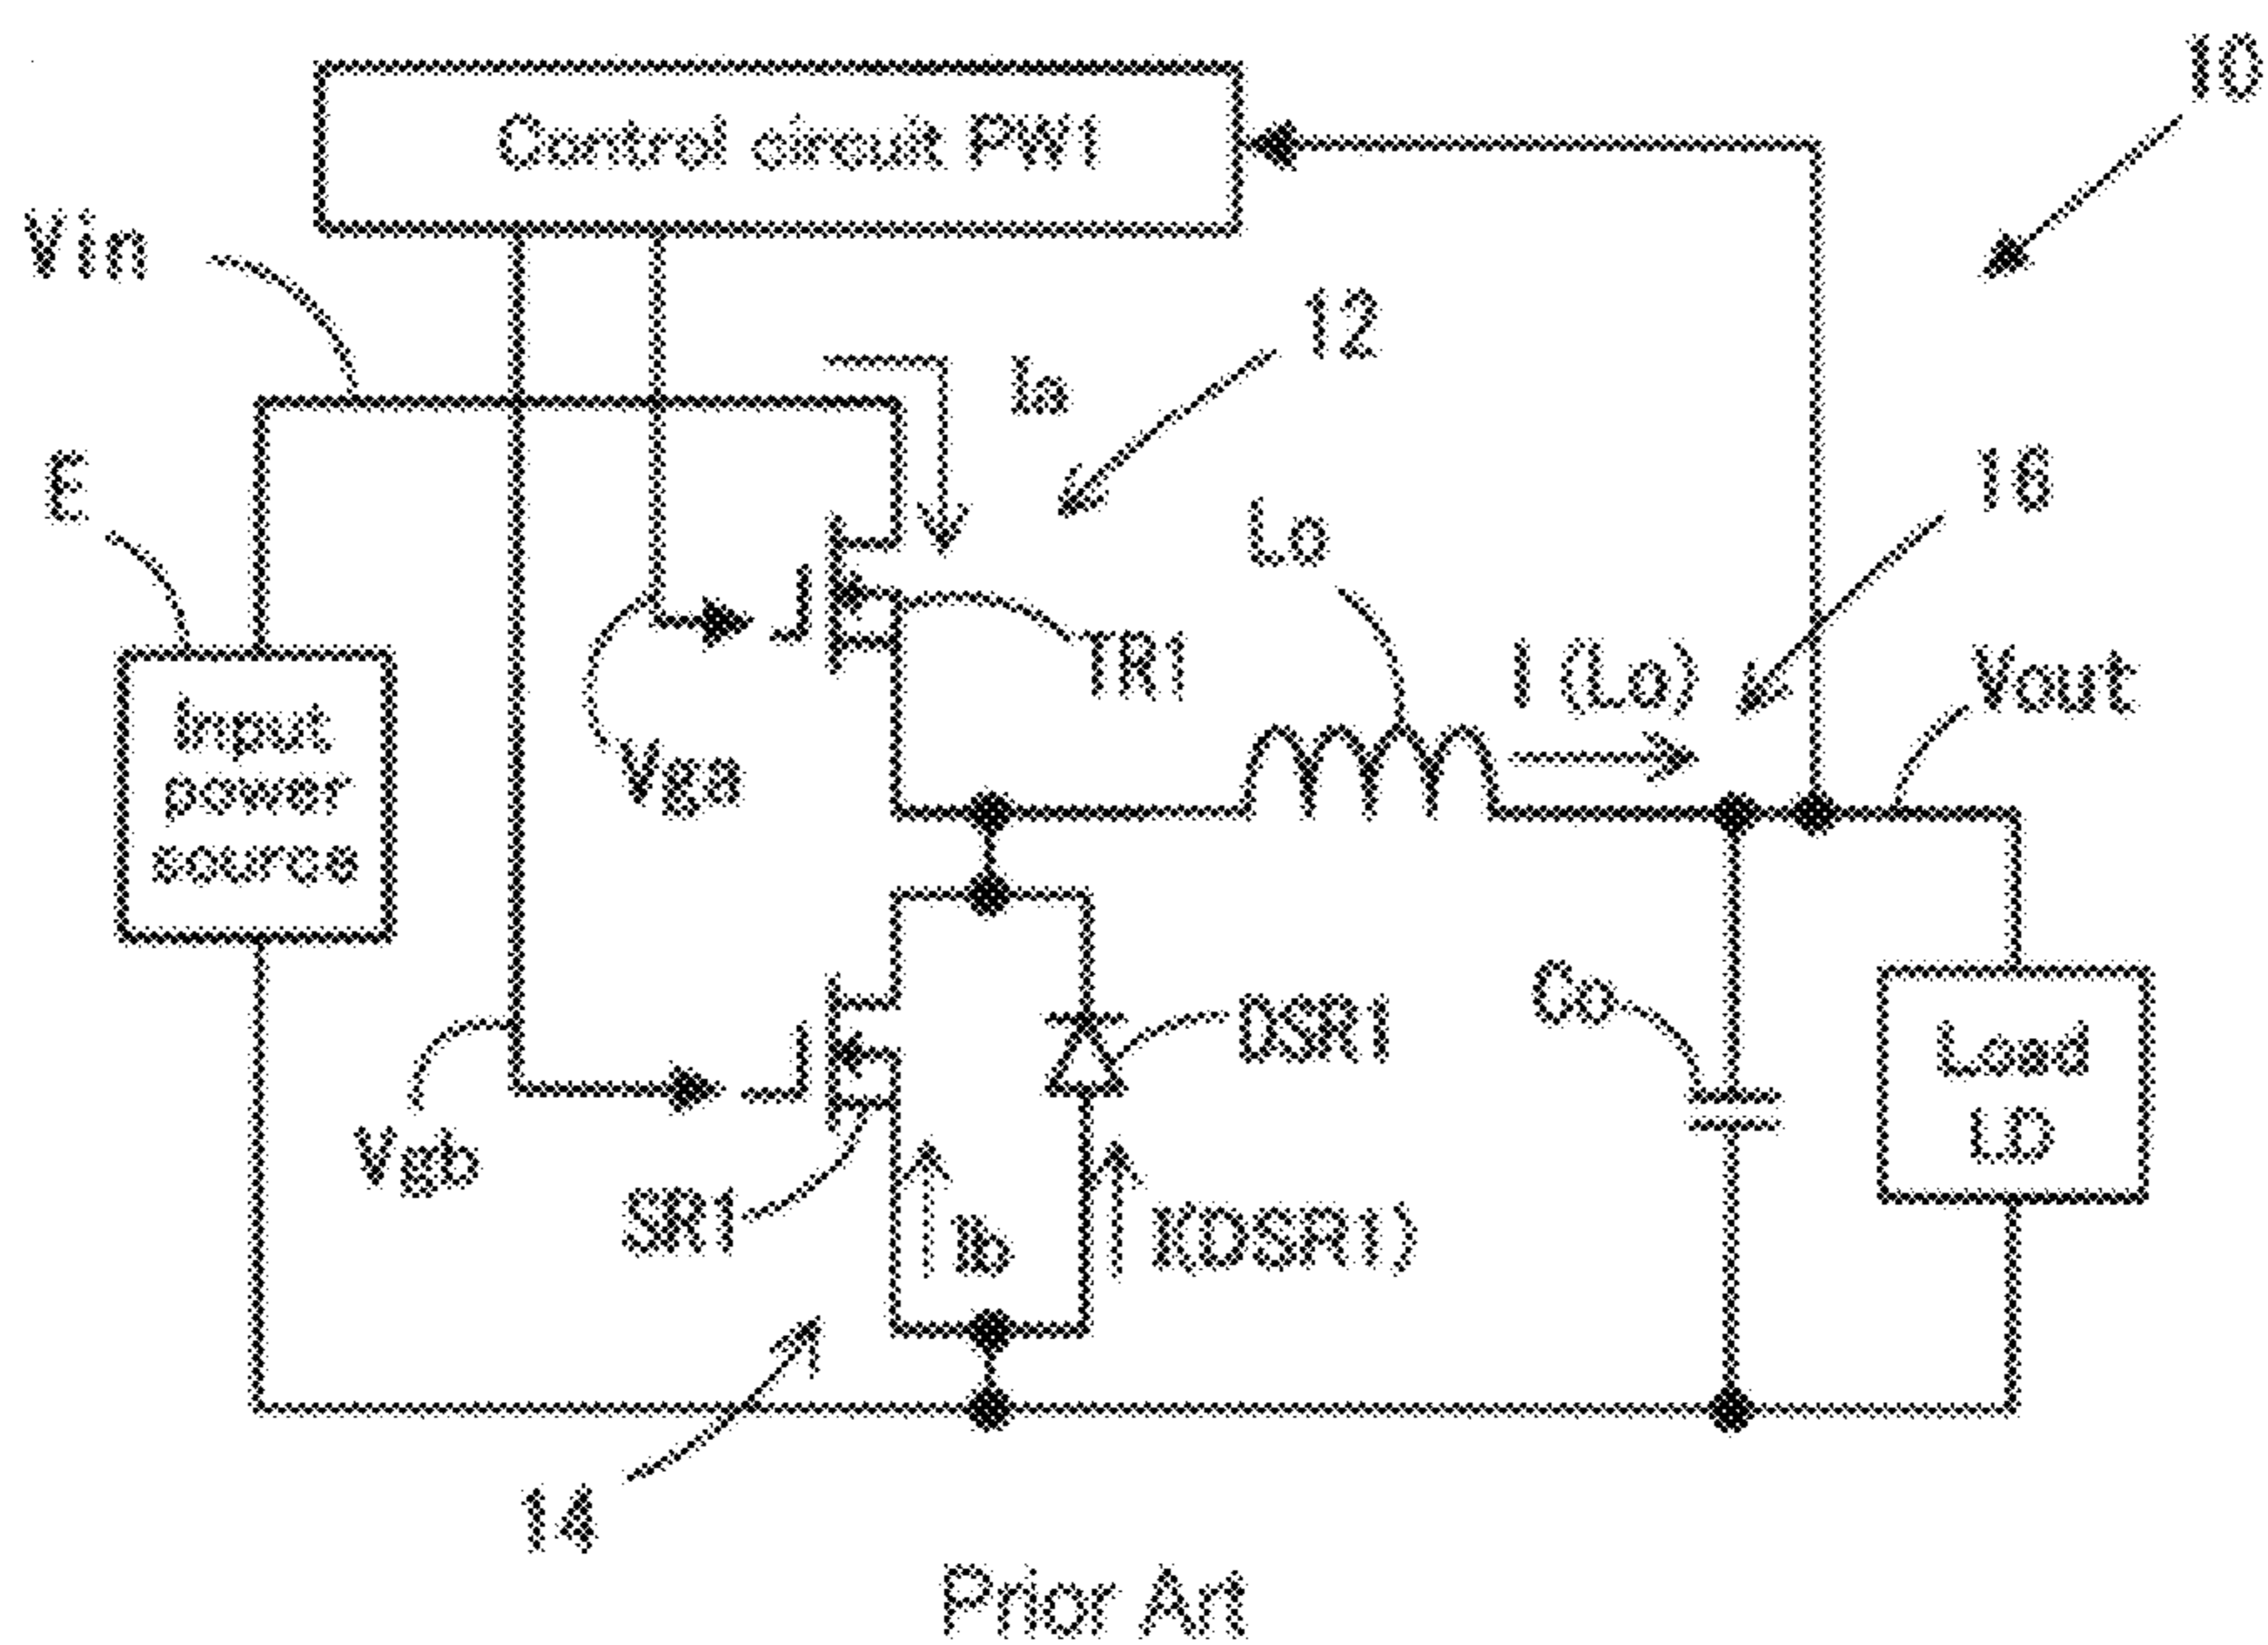 10
Control circuit PW1
Vin
12
Ia
E
16
Lo
TR1
I (Lo)
Vout
Input
power
source
Vga
Co
DSR1
Load
LD
Vgb
SR1
Ib
I(DSR1)
14
Prior Art